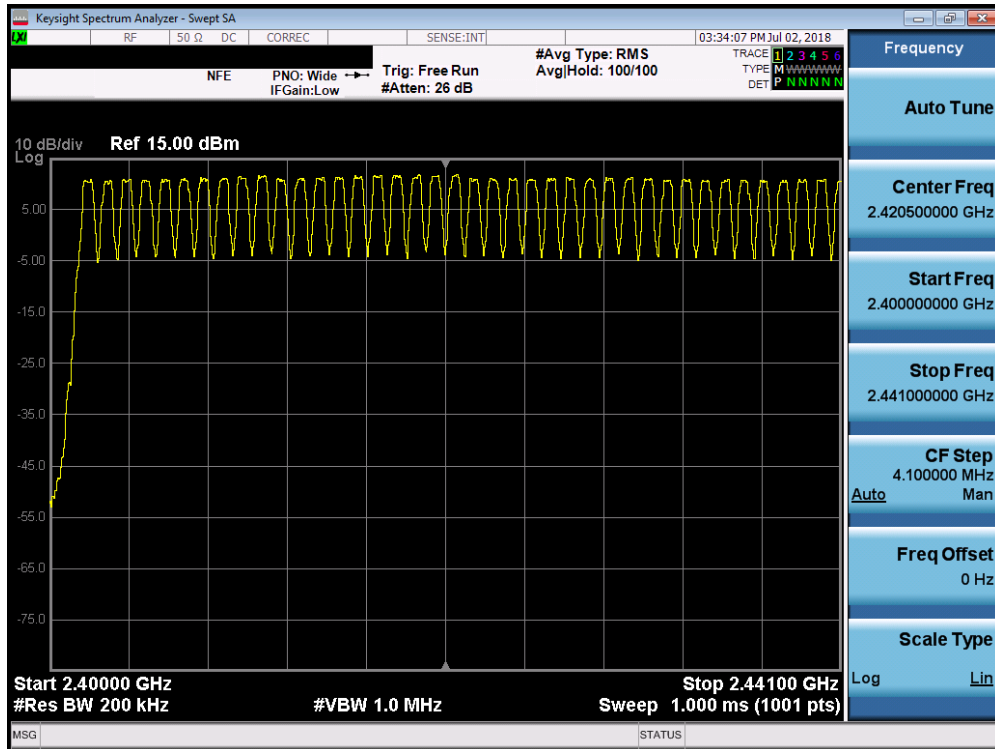 Keysight Spectrum Analyzer - Swept SA
LXI RF 50 Ω DC CORREC SENSE:INT 03:34:07 PM Jul 02, 2018
NFE PNO: Wide Trig: Free Run #Avg Type: RMS TRACE 1 2 3 4 5 6
IFGain:Low #Atten: 26 dB Avg|Hold: 100/100 TYPE M W W W W W
DET P N N N N N
10 dB/div Ref 15.00 dBm
Log
5.00
-5.00
-15.0
-25.0
-35.0
-45.0
-55.0
-65.0
-75.0
Start 2.40000 GHz Stop 2.44100 GHz
#Res BW 200 kHz #VBW 1.0 MHz Sweep 1.000 ms (1001 pts)
MSG STATUS
Frequency
Auto Tune
Center Freq
2.420500000 GHz
Start Freq
2.400000000 GHz
Stop Freq
2.441000000 GHz
CF Step
4.100000 MHz
Auto Man
Freq Offset
0 Hz
Scale Type
Log Lin